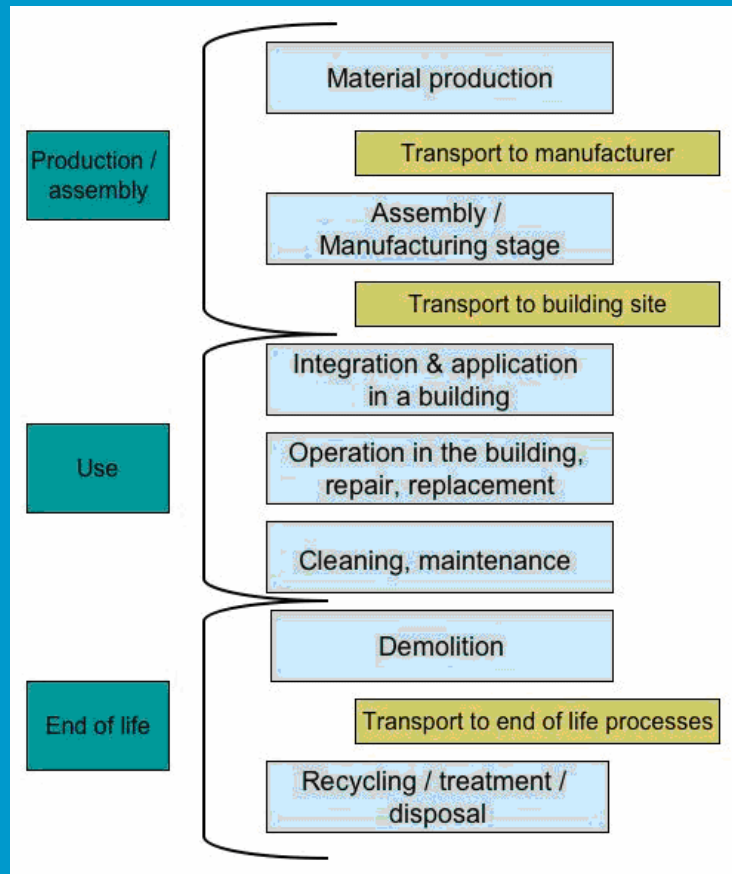 Material production
Transport to manufacturer
Production /
assembly
Assembly /
Manufacturing stage
Transport to building site
Integration & application
in a building
Use
Operation in the building,
repair, replacement
Cleaning, maintenance
Demolition
End of life
Transport to end of life processes
Recycling / treatment /
disposal